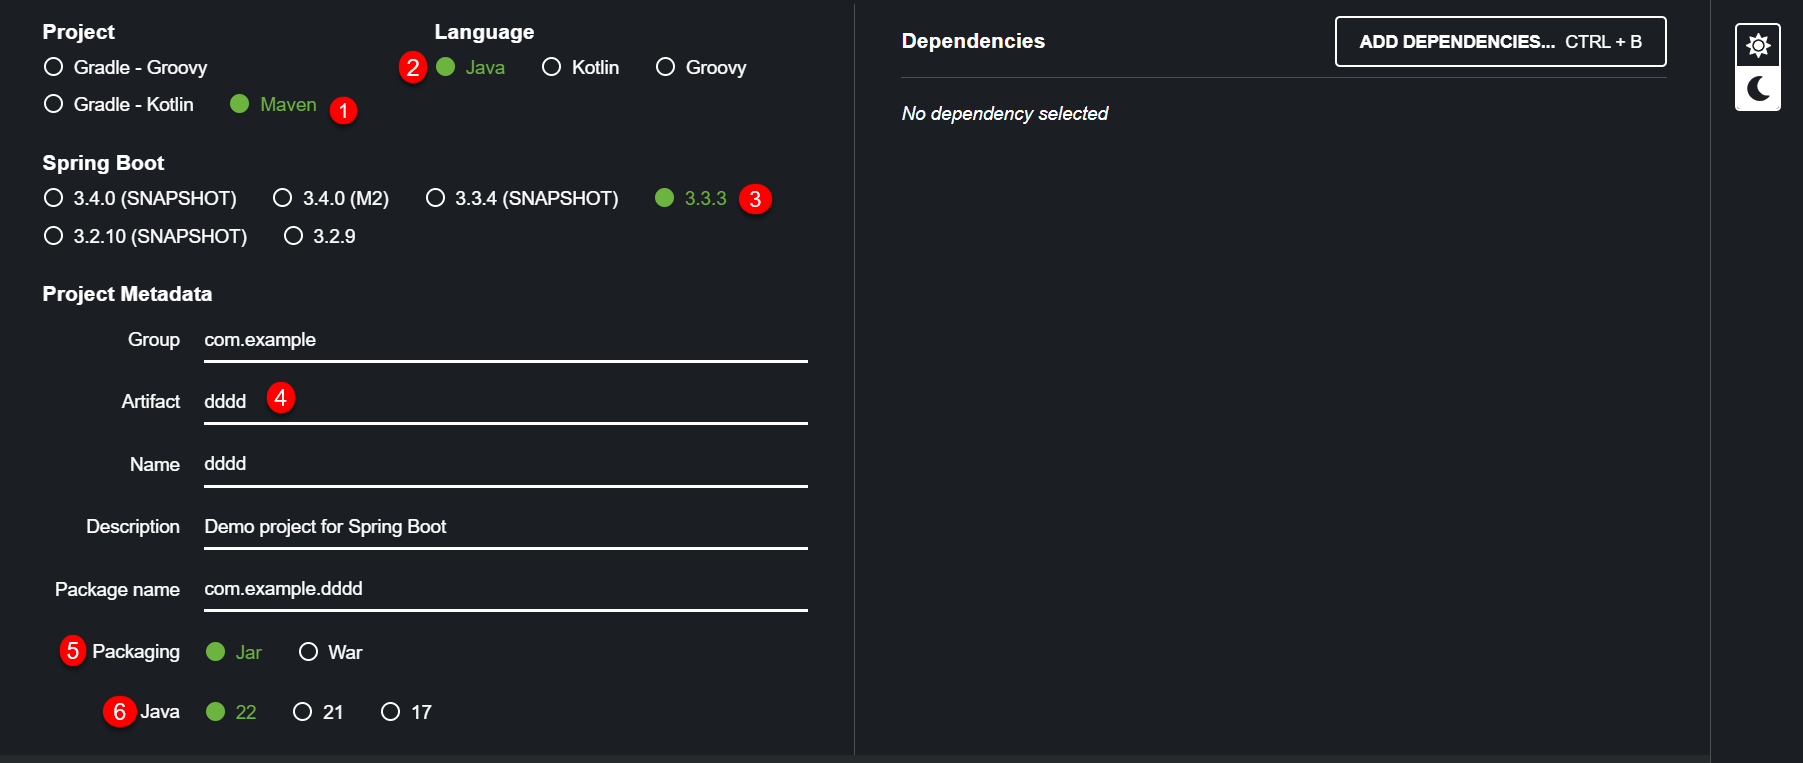 Project
Gradle - Groovy
Gradle - Kotlin Maven 1
Language
2 Java Kotlin Groovy
Spring Boot
3.4.0 (SNAPSHOT) 3.4.0 (M2) 3.3.4 (SNAPSHOT) 3.3.3 3
3.2.10 (SNAPSHOT) 3.2.9
Project Metadata
Group com.example
Artifact dddd 4
Name dddd
Description Demo project for Spring Boot
Package name com.example.dddd
5 Packaging Jar War
6 Java 22 21 17
Dependencies
ADD DEPENDENCIES... CTRL + B
No dependency selected